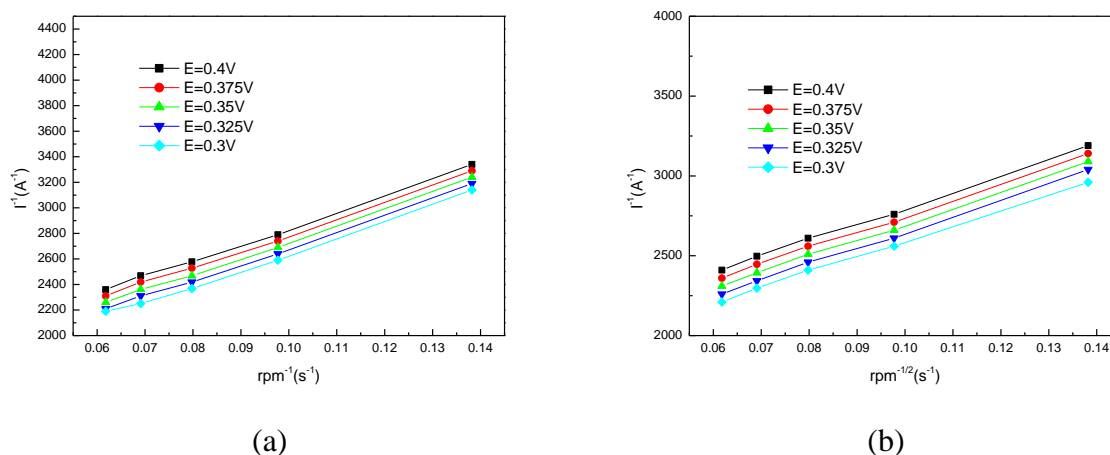 4400
4200
4000
3800
3600
3400
3200
3000
2800
2600
2400
2200
2000
I⁻¹(A⁻¹)
E=0.4V
E=0.375V
E=0.35V
E=0.325V
E=0.3V
0.06 0.07 0.08 0.09 0.10 0.11 0.12 0.13 0.14
rpm⁻¹(s⁻¹)
(a)
4000
3500
3000
2500
2000
I⁻¹(A⁻¹)
E=0.4V
E=0.375V
E=0.35V
E=0.325V
E=0.3V
0.06 0.07 0.08 0.09 0.10 0.11 0.12 0.13 0.14
rpm⁻¹/²(s⁻¹)
(b)